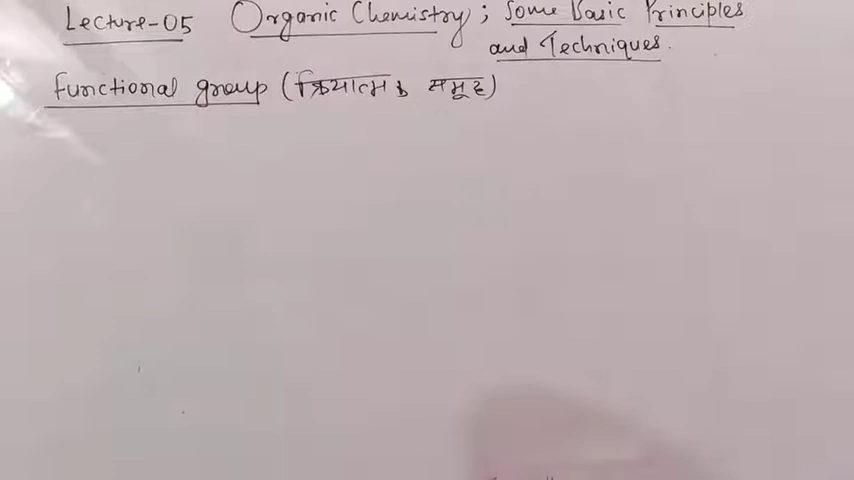 Lecture-05 Organic Chemistry; Some Basic Principles
and Techniques.
Functional group (क्रियात्मक समूह)